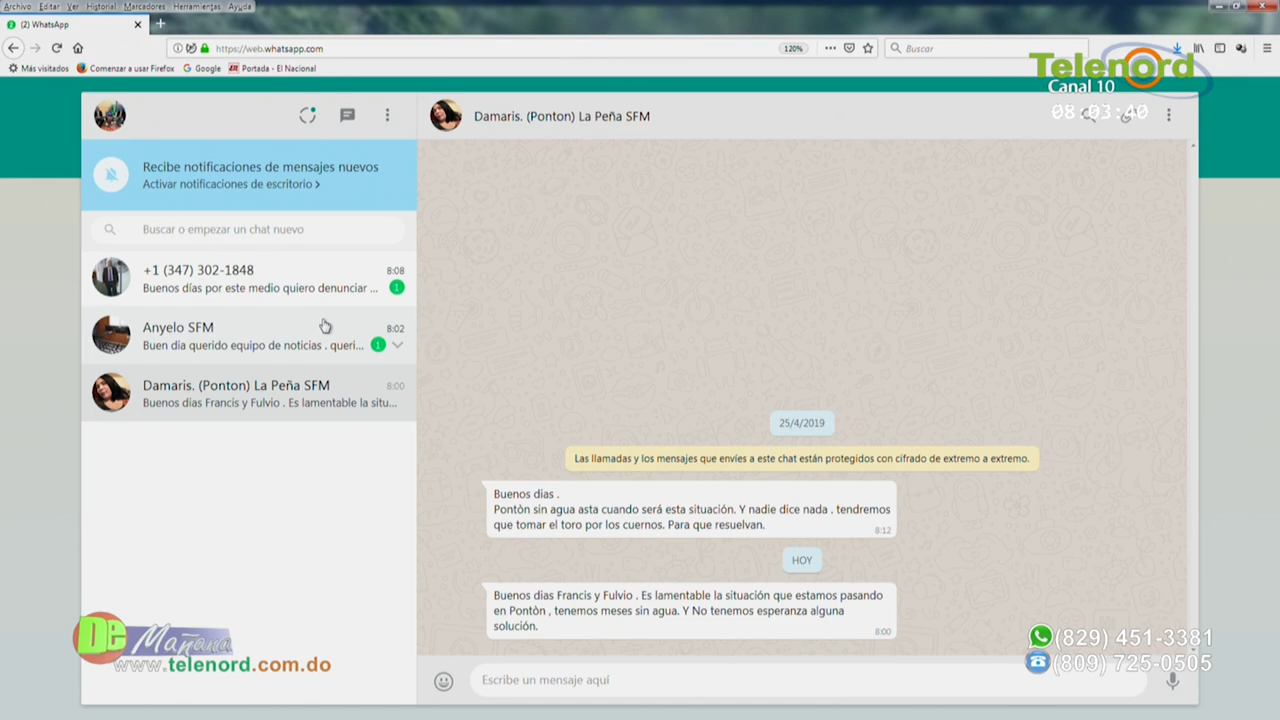 Archivo Editar Ver Historial Marcadores Herramientas Ayuda
(2) WhatsApp
https://web.whatsapp.com
120%
Buscar
Más visitados Comenzar a usar Firefox Google Portada - El Nacional
Telenord
Canal 10
08:03:40
Damaris. (Ponton) La Peña SFM
Recibe notificaciones de mensajes nuevos
Activar notificaciones de escritorio >
Buscar o empezar un chat nuevo
+1 (347) 302-1848 8:08
Buenos días por este medio quiero denunciar ... 1
Anyelo SFM 8:02
Buen dia querido equipo de noticias . queri... 1
Damaris. (Ponton) La Peña SFM 8:00
Buenos dias Francis y Fulvio . Es lamentable la situ...
25/4/2019
Las llamadas y los mensajes que envíes a este chat están protegidos con cifrado de extremo a extremo.
Buenos dias .
Pontòn sin agua asta cuando será esta situación. Y nadie dice nada . tendremos
que tomar el toro por los cuernos. Para que resuelvan.
8:12
HOY
Buenos dias Francis y Fulvio . Es lamentable la situación que estamos pasando
en Pontòn , tenemos meses sin agua. Y No tenemos esperanza alguna
solución.
8:00
Escribe un mensaje aquí
De Mañana
www.telenord.com.do
(829) 451-3381
(809) 725-0505